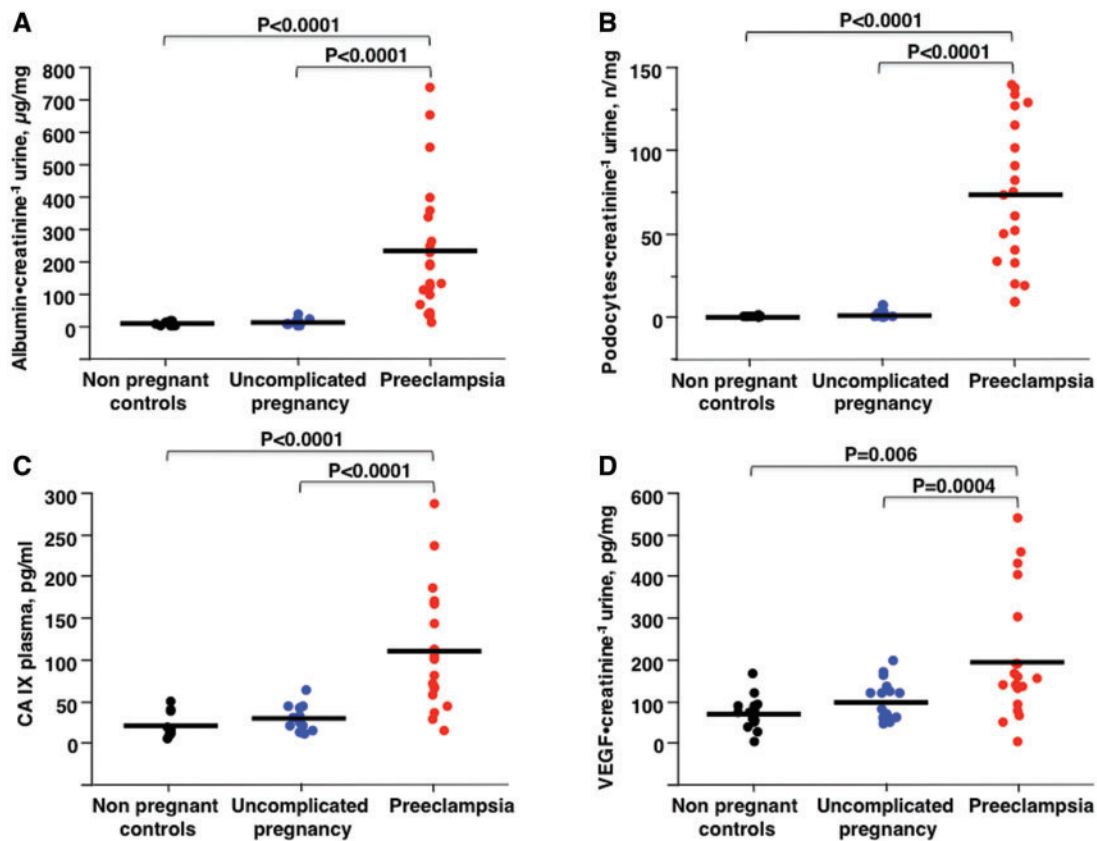 A
P<0.0001
P<0.0001
Albumin•creatinine⁻¹ urine, µg/mg
800
700
600
500
400
300
200
100
0
Non pregnant controls
Uncomplicated pregnancy
Preeclampsia
B
P<0.0001
P<0.0001
Podocytes•creatinine⁻¹ urine, n/mg
150
100
50
0
Non pregnant controls
Uncomplicated pregnancy
Preeclampsia
C
P<0.0001
P<0.0001
CA IX plasma, pg/ml
300
250
200
150
100
50
0
Non pregnant controls
Uncomplicated pregnancy
Preeclampsia
D
P=0.006
P=0.0004
VEGF•creatinine⁻¹ urine, pg/mg
600
500
400
300
200
100
0
Non pregnant controls
Uncomplicated pregnancy
Preeclampsia